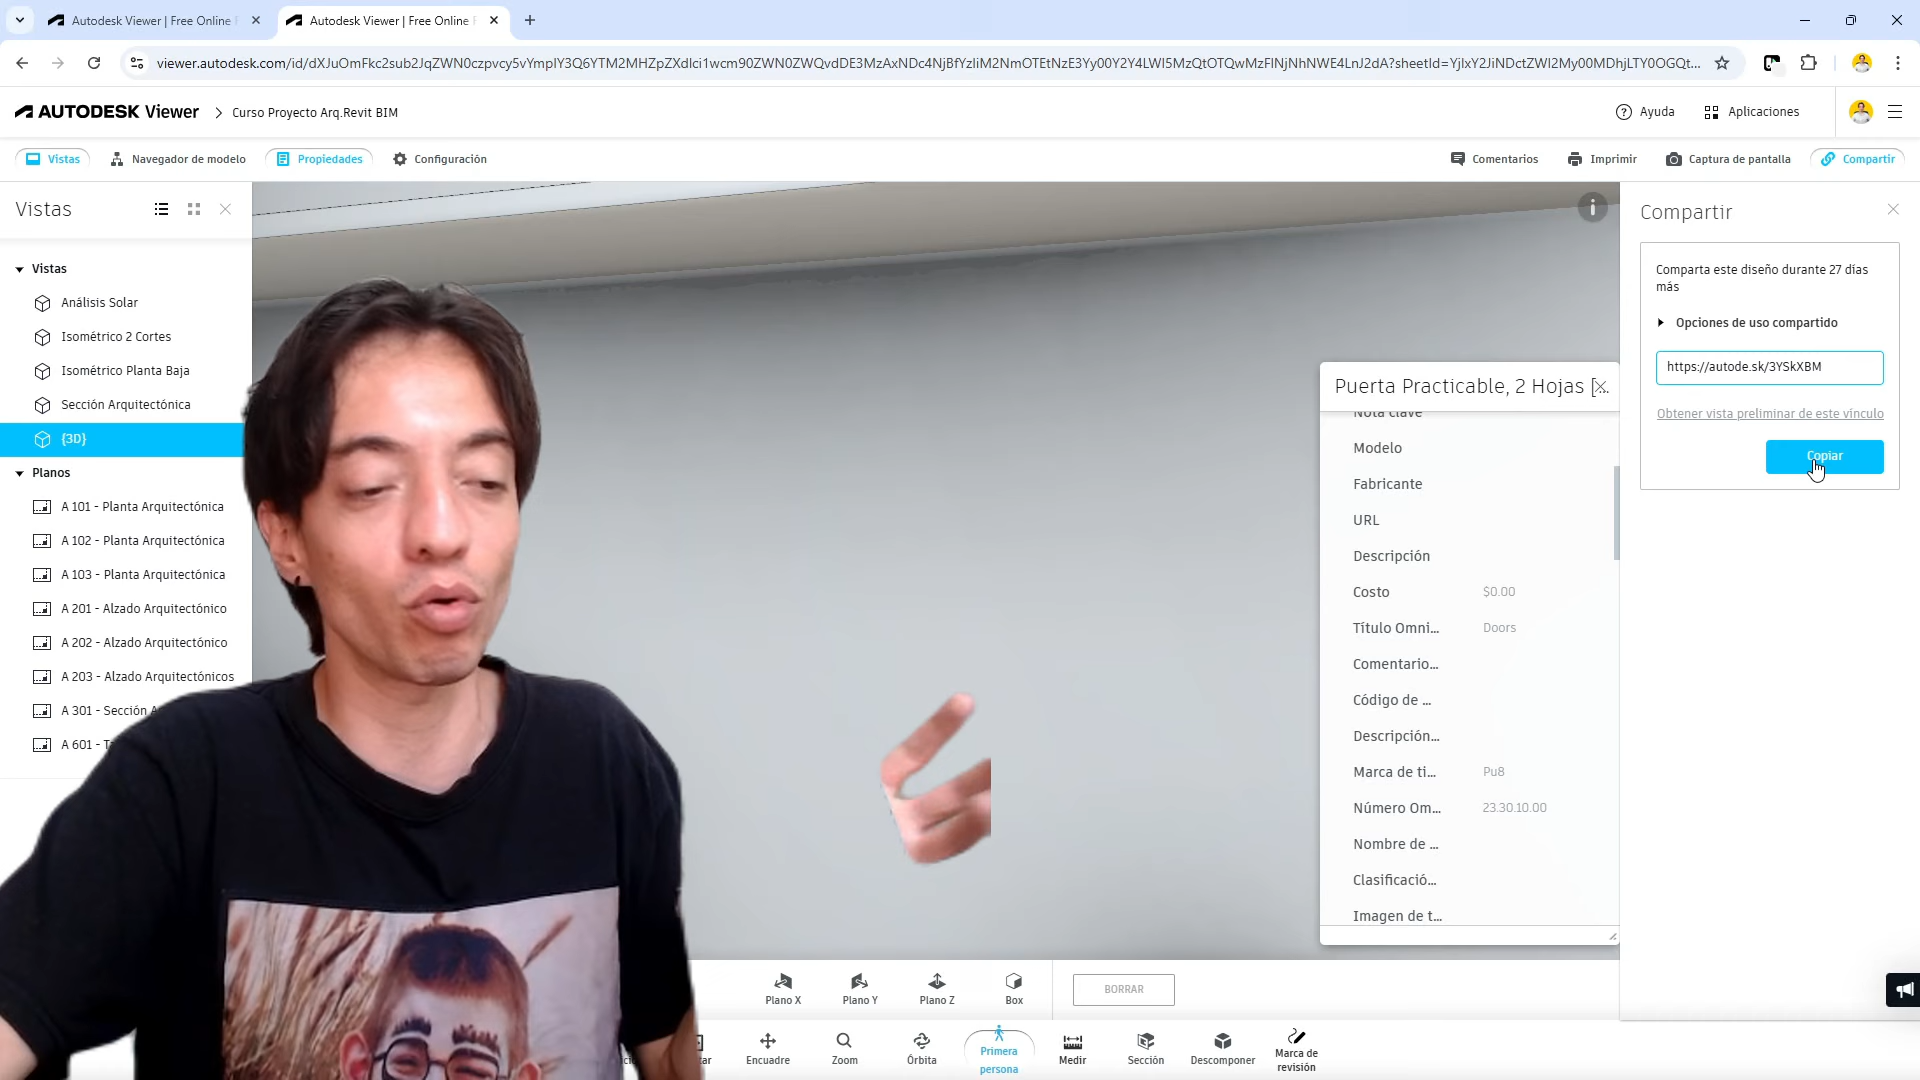 Autodesk Viewer | Free Online F
Autodesk Viewer | Free Online F
AUTODESK Viewer
Curso Proyecto Arq.Revit BIM
Ayuda
Aplicaciones
Vistas
Navegador de modelo
Propiedades
Configuración
Comentarios
Imprimir
Captura de pantalla
Compartir
Vistas
Vistas
Análisis Solar
Isométrico 2 Cortes
Isométrico Planta Baja
Sección Arquitectónica
{3D}
Planos
A 101 - Planta Arquitectónica
A 102 - Planta Arquitectónica
A 103 - Planta Arquitectónica
A 201 - Alzado Arquitectónico
A 202 - Alzado Arquitectónico
A 203 - Alzado Arquitectónicos
A 301 - Sección
A 601 -
Puerta Practicable, 2 Hojas [...
Nota clave
Modelo
Fabricante
URL
Descripción
Costo $0.00
Título Omni... Doors
Comentario...
Código de ...
Descripción...
Marca de ti... Pu8
Número Om... 23.30.10.00
Nombre de ...
Clasificació...
Imagen de t...
Compartir
Comparta este diseño durante 27 días
más
Opciones de uso compartido
https://autode.sk/3YSkXBM
Obtener vista preliminar de este vínculo
Copiar
Plano X
Plano Y
Plano Z
Box
BORRAR
Encuadre
Zoom
Órbita
Primera
persona
Medir
Sección
Descomponer
Marca de
revisión